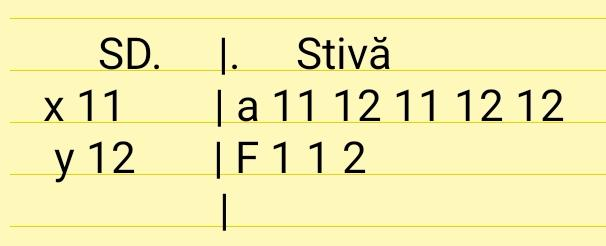 SD. |. Stivă
x 11 | a 11 12 11 12 12
y 12 | F 1 1 2
|